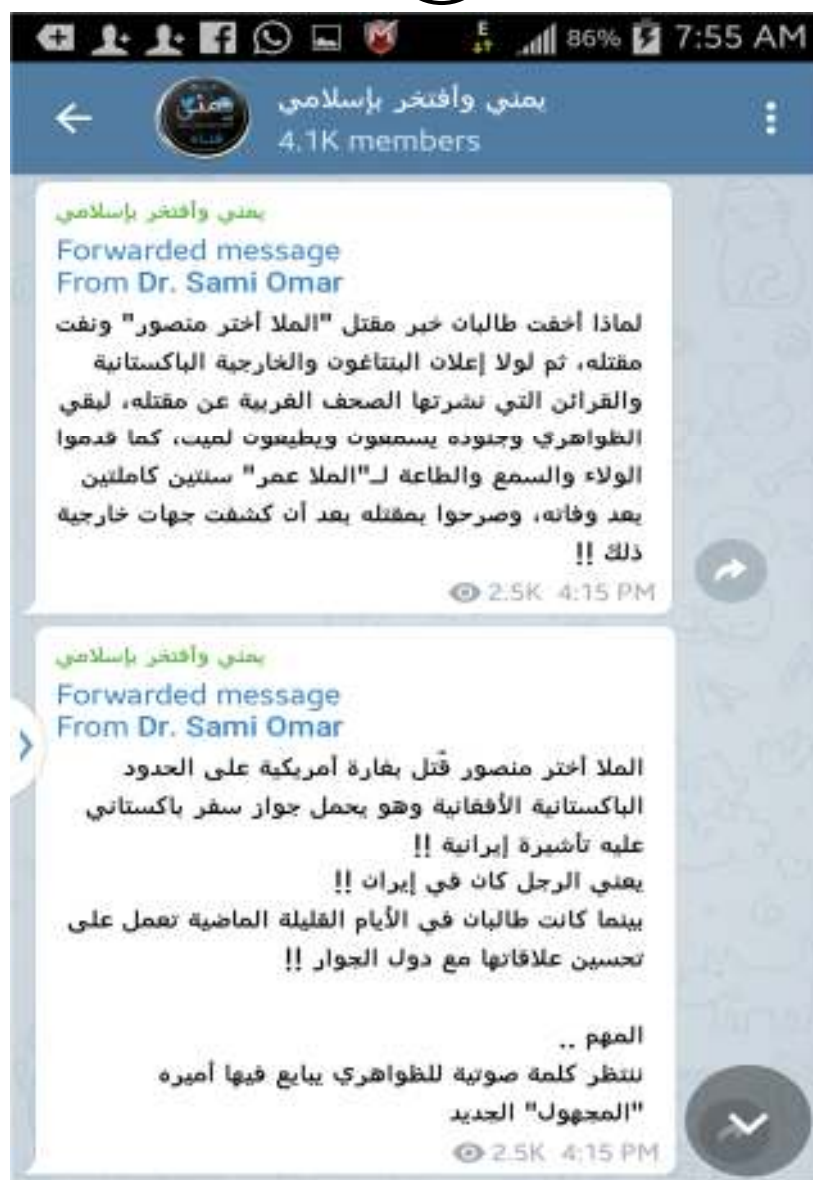 86% 7:55 AM
يمني وأفتخر بإسلامي
4.1K members
يمني وأفتخر بإسلامي
Forwarded message
From Dr. Sami Omar
لماذا أخفت طالبان خبر مقتل "الملا أختر منصور" ونفت
مقتله، ثم لولا إعلان البنتاغون والخارجية الباكستانية
والقرائن التي نشرتها الصحف الغربية عن مقتله، لبقي
الظواهري وجنوده يسمعون ويطيعون لميت، كما قدموا
الولاء والسمع والطاعة لـ"الملا عمر" سنتين كاملتين
بعد وفاته، وصرحوا بمقتله بعد أن كشفت جهات خارجية
ذلك !!
2.5K 4:15 PM
يمني وأفتخر بإسلامي
Forwarded message
From Dr. Sami Omar
الملا أختر منصور قُتل بغارة أمريكية على الحدود
الباكستانية الأفغانية وهو يحمل جواز سفر باكستاني
عليه تأشيرة إيرانية !!
يعني الرجل كان في إيران !!
بينما كانت طالبان في الأيام القليلة الماضية تعمل على
تحسين علاقاتها مع دول الجوار !!
المهم ..
ننتظر كلمة صوتية للظواهري يبايع فيها أميره
"المجهول" الجديد
2.5K 4:15 PM